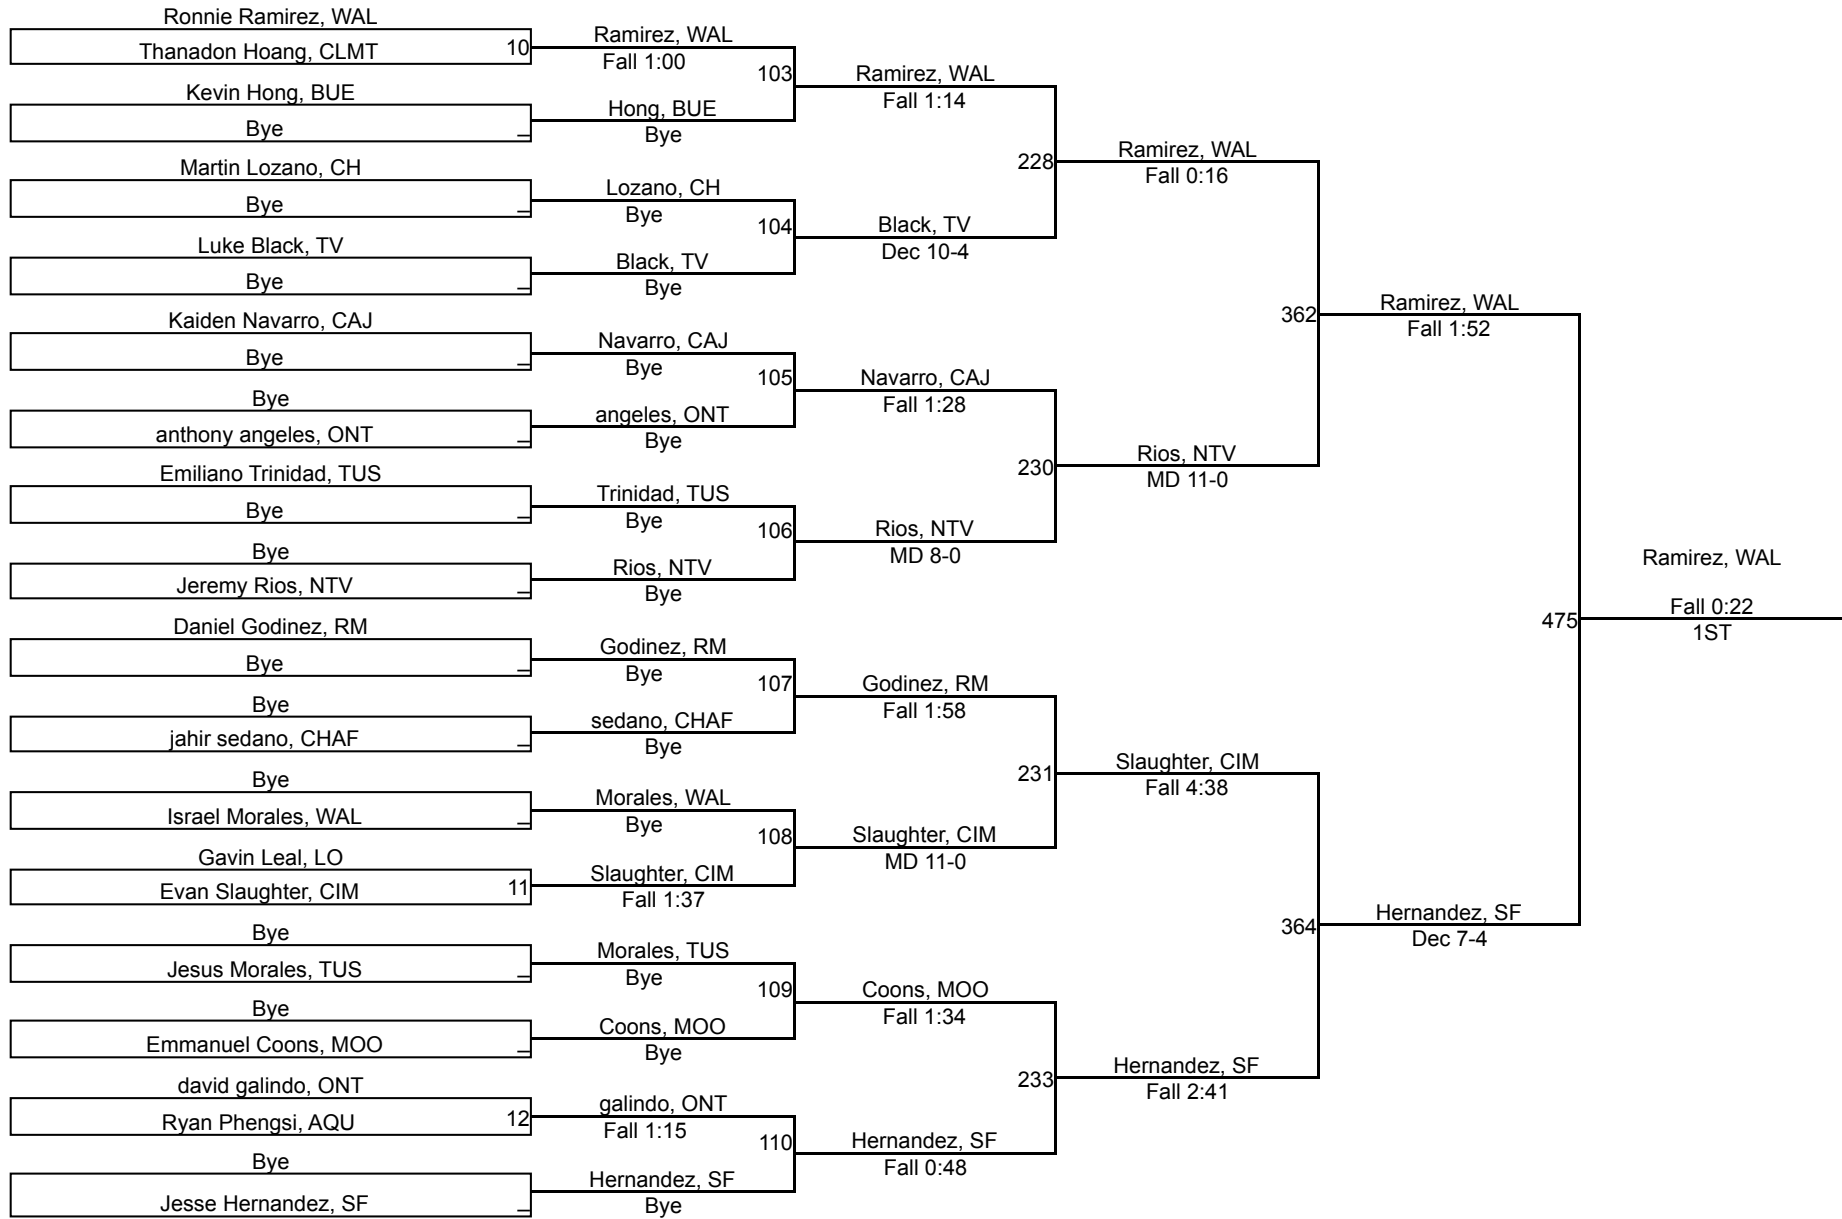 Ronnie Ramirez, WAL
Thanadon Hoang, CLMT
10
Kevin Hong, BUE
Bye
_
Martin Lozano, CH
Bye
_
Luke Black, TV
Bye
_
Kaiden Navarro, CAJ
Bye
_
Bye
anthony angeles, ONT
_
Emiliano Trinidad, TUS
Bye
_
Bye
Jeremy Rios, NTV
_
Daniel Godinez, RM
Bye
_
Bye
jahir sedano, CHAF
_
Bye
Israel Morales, WAL
_
Gavin Leal, LO
Evan Slaughter, CIM
11
Bye
Jesus Morales, TUS
_
Bye
Emmanuel Coons, MOO
_
david galindo, ONT
Ryan Phengsi, AQU
12
Bye
Jesse Hernandez, SF
_
Ramirez, WAL
Fall 1:00
103
Hong, BUE
Bye
Lozano, CH
Bye
104
Black, TV
Bye
Navarro, CAJ
Bye
105
angeles, ONT
Bye
Trinidad, TUS
Bye
106
Rios, NTV
Bye
Godinez, RM
Bye
107
sedano, CHAF
Bye
Morales, WAL
Bye
108
Slaughter, CIM
Fall 1:37
Morales, TUS
Bye
109
Coons, MOO
Bye
galindo, ONT
Fall 1:15
110
Hernandez, SF
Bye
Ramirez, WAL
Fall 1:14
228
Black, TV
Dec 10-4
Navarro, CAJ
Fall 1:28
230
Rios, NTV
MD 8-0
Godinez, RM
Fall 1:58
231
Slaughter, CIM
MD 11-0
Coons, MOO
Fall 1:34
233
Hernandez, SF
Fall 0:48
Ramirez, WAL
Fall 0:16
362
Rios, NTV
MD 11-0
Slaughter, CIM
Fall 4:38
364
Hernandez, SF
Fall 2:41
Ramirez, WAL
Fall 1:52
475
Hernandez, SF
Dec 7-4
Ramirez, WAL
Fall 0:22
1ST